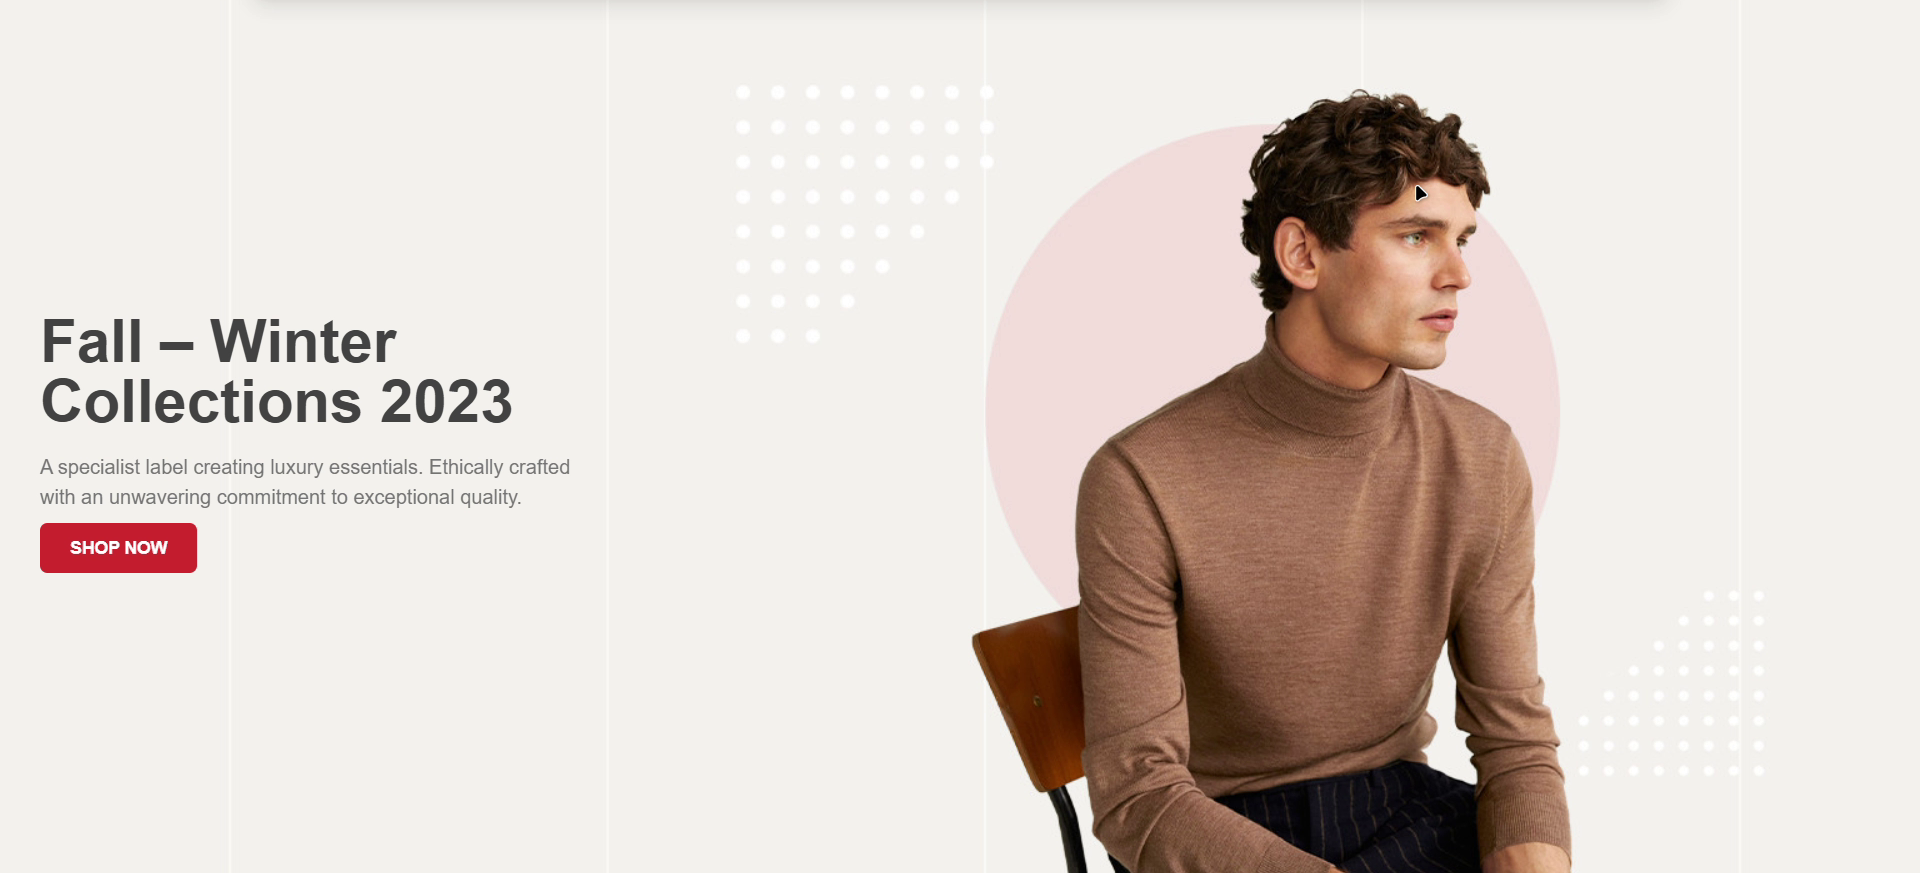 Fall – Winter
Collections 2023
A specialist label creating luxury essentials. Ethically crafted
with an unwavering commitment to exceptional quality.
SHOP NOW